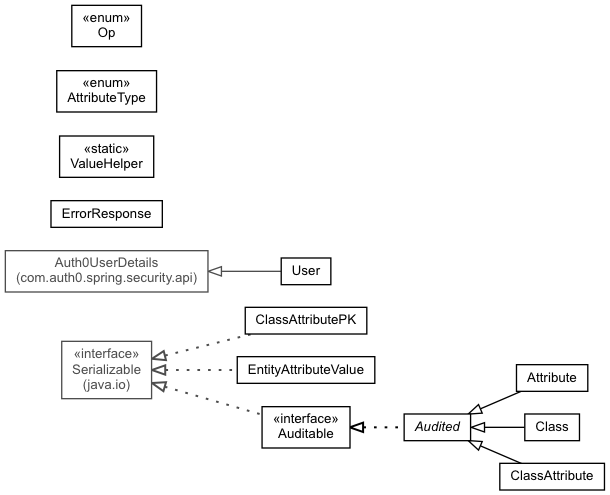 «enum»
Op
«enum»
AttributeType
«static»
ValueHelper
ErrorResponse
Auth0UserDetails
(com.auth0.spring.security.api)
User
ClassAttributePK
«interface»
Serializable
(java.io)
EntityAttributeValue
«interface»
Auditable
Audited
Attribute
Class
ClassAttribute